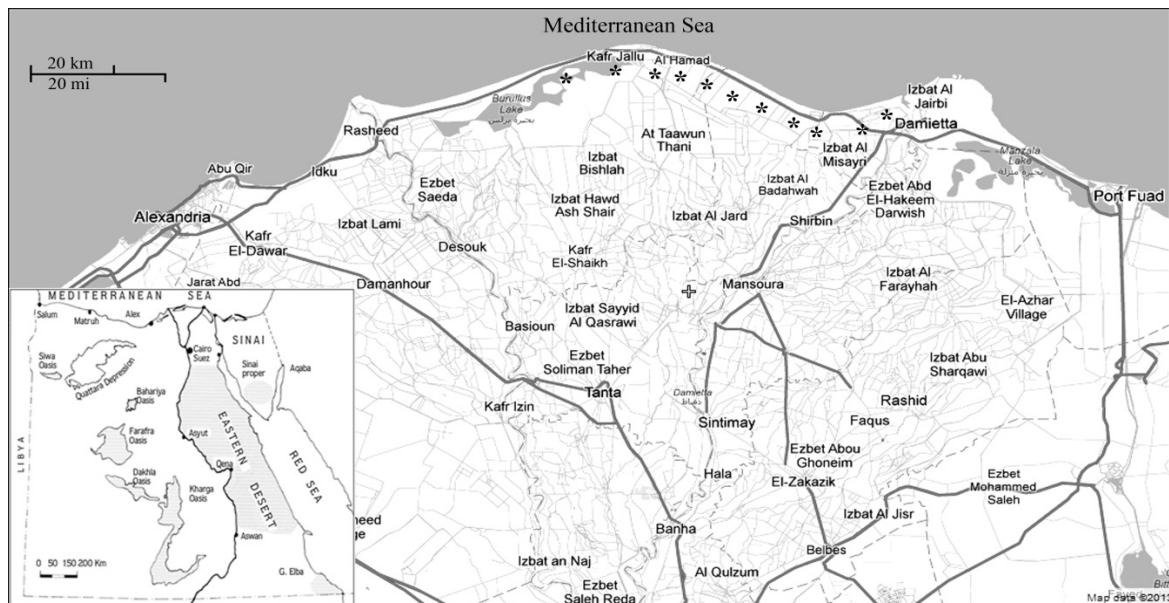 Mediterranean Sea
20 km
20 mi
Kafr Jallu
Al Hamad
* * * * * * * * * * *
Izbat Al
Jairbi
Burullus
Lake
بحيرة برلس
Rasheed
Damietta
At Taawun
Thani
Izbat Al
Misayri
Manzala
Lake
بحيرة منزلة
Abu Qir
Idku
Izbat
Bishlah
Izbat Al
Badahwah
Ezbet
Saeda
Ezbet Abd
El-Hakeem
Darwish
Port Fuad
Alexandria
Izbat Lami
Izbat Hawd
Ash Shair
Izbat Al Jard
Shirbin
Kafr
El-Dawar
Desouk
Kafr
El-Shaikh
Jarat Abd
Damanhour
Mansoura
Izbat Al
Farayhah
El-Azhar
Village
Basioun
Izbat Sayyid
Al Qasrawi
Ezbet
Soliman Taher
Izbat Abu
Sharqawi
Kafr Izin
Tanta
Damietta
دمياط
Rashid
Sintimay
Faqus
Ezbet Abou
Ghoneim
Hala
El-Zakazik
Ezbet
Mohammed
Saleh
Izbat Al Jisr
Banha
Belbes
Izbat an Naj
Al Qulzum
Ezbet
Saleh Reda
Map data ©2013
MEDITERRANEAN SEA
Salum
Matruh
Alex
SINAI
Cairo
Suez
Siwa
Oasis
Quattara Depression
Sinai
proper
Aqaba
Bahariya
Oasis
LIBYA
Farafra
Oasis
Asyut
EASTERN
DESERT
RED SEA
Dakhla
Oasis
Qena
Kharga
Oasis
Aswan
0 50 150 200 Km
G. Elba